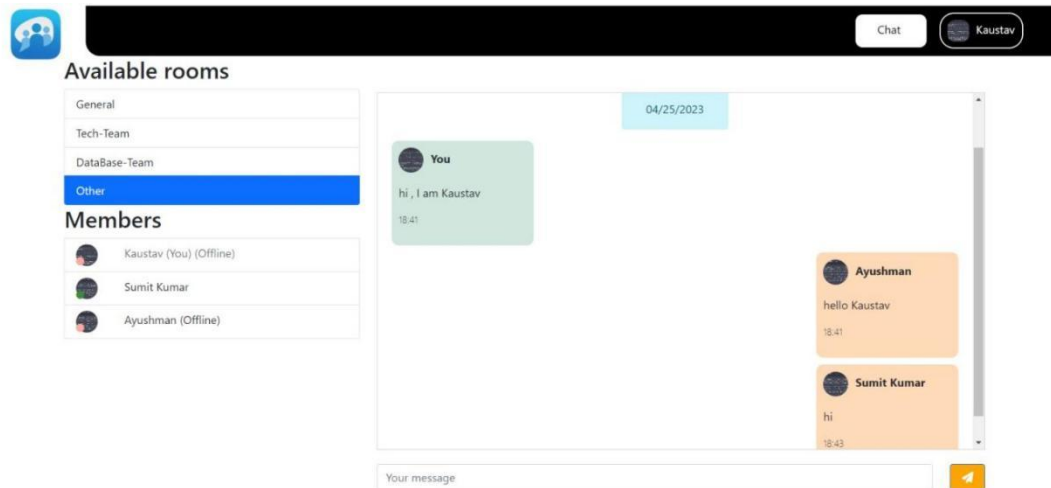 Chat
Kaustav
Available rooms
General
Tech-Team
DataBase-Team
Other
Members
Kaustav (You) (Offline)
Sumit Kumar
Ayushman (Offline)
04/25/2023
You
hi , I am Kaustav
18:41
Ayushman
hello Kaustav
18:41
Sumit Kumar
hi
18:43
Your message